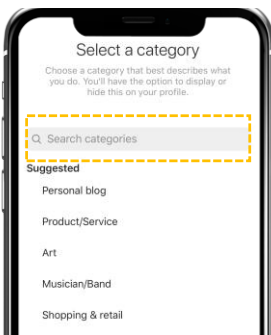 Select a category
Choose a category that best describes what
you do. You'll have the option to display or
hide this on your profile.
Search categories
Suggested
Personal blog
Product/Service
Art
Musician/Band
Shopping & retail